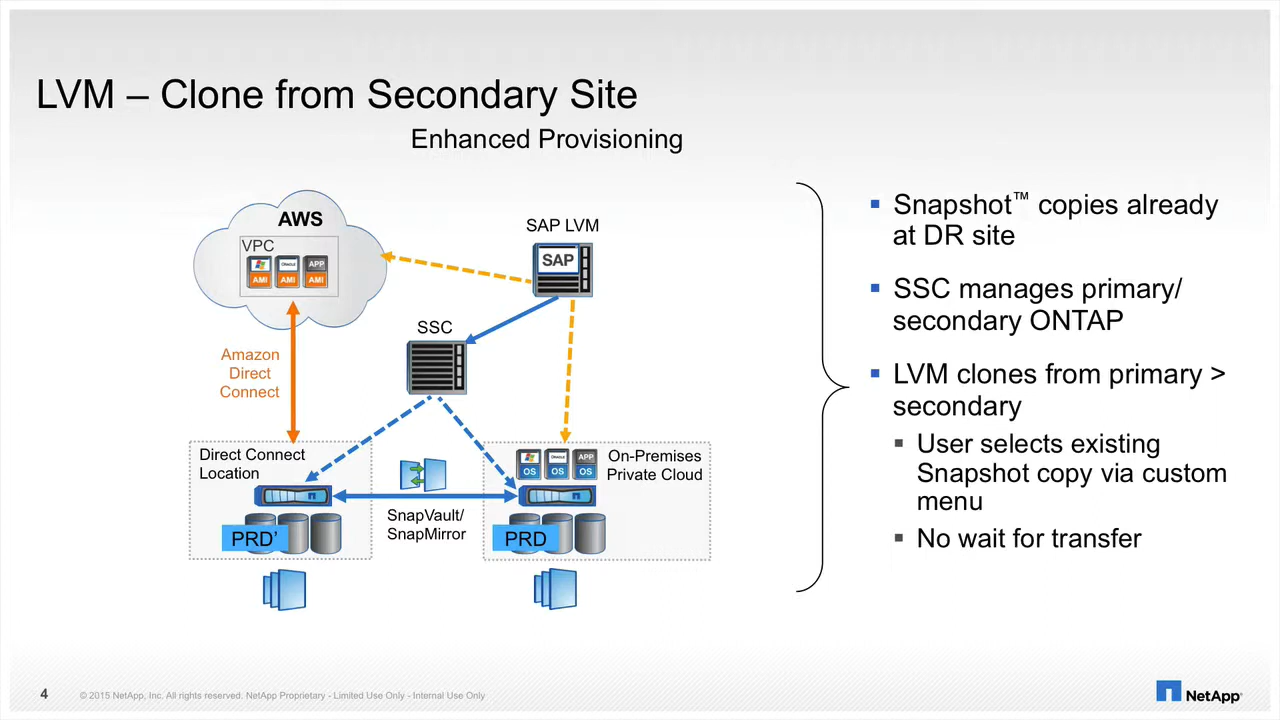 LVM – Clone from Secondary Site
Enhanced Provisioning
AWS
VPC
ORACLE
APP
AMI
AMI
AMI
SAP LVM
SAP
SSC
Amazon
Direct
Connect
Direct Connect
Location
PRD’
SnapVault/
SnapMirror
ORACLE
APP
OS
OS
OS
On-Premises
Private Cloud
PRD
Snapshot™ copies already
at DR site
SSC manages primary/
secondary ONTAP
LVM clones from primary >
secondary
User selects existing
Snapshot copy via custom
menu
No wait for transfer
4
© 2015 NetApp, Inc. All rights reserved. NetApp Proprietary - Limited Use Only - Internal Use Only
NetApp